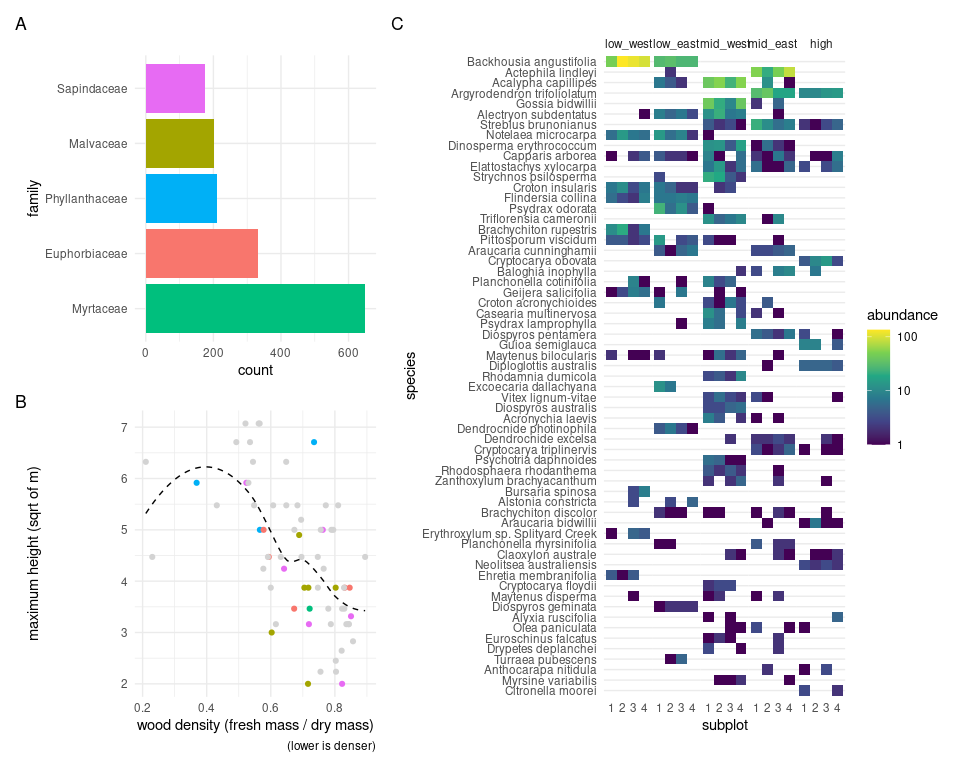 A
Sapindaceae
Malvaceae
Phyllanthaceae
Euphorbiaceae
Myrtaceae
family
0 200 400 600
count
B
7
6
5
4
3
2
maximum height (sqrt of m)
0.2 0.4 0.6 0.8
wood density (fresh mass / dry mass)
(lower is denser)
C
low_west low_east mid_west mid_east high
Backhousia angustifolia
Actephila lindleyi
Acalypha capillipes
Argyrodendron trifoliolatum
Gossia bidwillii
Alectryon subdentatus
Streblus brunonianus
Notelaea microcarpa
Dinosperma erythrococcum
Capparis arborea
Elattostachys xylocarpa
Strychnos psilosperma
Croton insularis
Flindersia collina
Psydrax odorata
Triflorensia cameronii
Brachychiton rupestris
Pittosporum viscidum
Araucaria cunninghamii
Cryptocarya obovata
Baloghia inophylla
Planchonella cotinifolia
Geijera salicifolia
Croton acronychioides
Casearia multinervosa
Psydrax lamprophylla
Diospyros pentamera
Guioa semiglauca
Maytenus bilocularis
Diploglottis australis
Rhodamnia dumicola
Excoecaria dallachyana
Vitex lignum-vitae
Diospyros australis
Acronychia laevis
Dendrocnide photinophila
Dendrocnide excelsa
Cryptocarya triplinervis
Psychotria daphnoides
Rhodosphaera rhodanthema
Zanthoxylum brachyacanthum
Bursaria spinosa
Alstonia constricta
Brachychiton discolor
Araucaria bidwillii
Erythroxylum sp. Splityard Creek
Planchonella myrsinifolia
Claoxylon australe
Neolitsea australiensis
Ehretia membranifolia
Cryptocarya floydii
Maytenus disperma
Diospyros geminata
Alyxia ruscifolia
Olea paniculata
Euroschinus falcatus
Drypetes deplanchei
Turraea pubescens
Anthocarapa nitidula
Myrsine variabilis
Citronella moorei
species
1 2 3 4 1 2 3 4 1 2 3 4 1 2 3 4 1 2 3 4
subplot
abundance
100
10
1